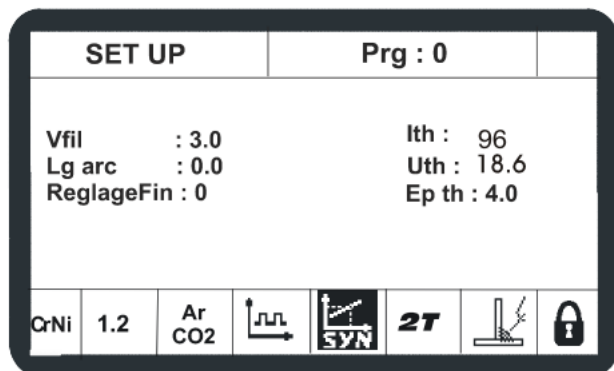 SET UP Prg : 0
Vfil : 3.0 Ith : 96
Lg arc : 0.0 Uth : 18.6
ReglageFin : 0 Ep th : 4.0
CrNi 1.2 Ar CO2 SYN 2T